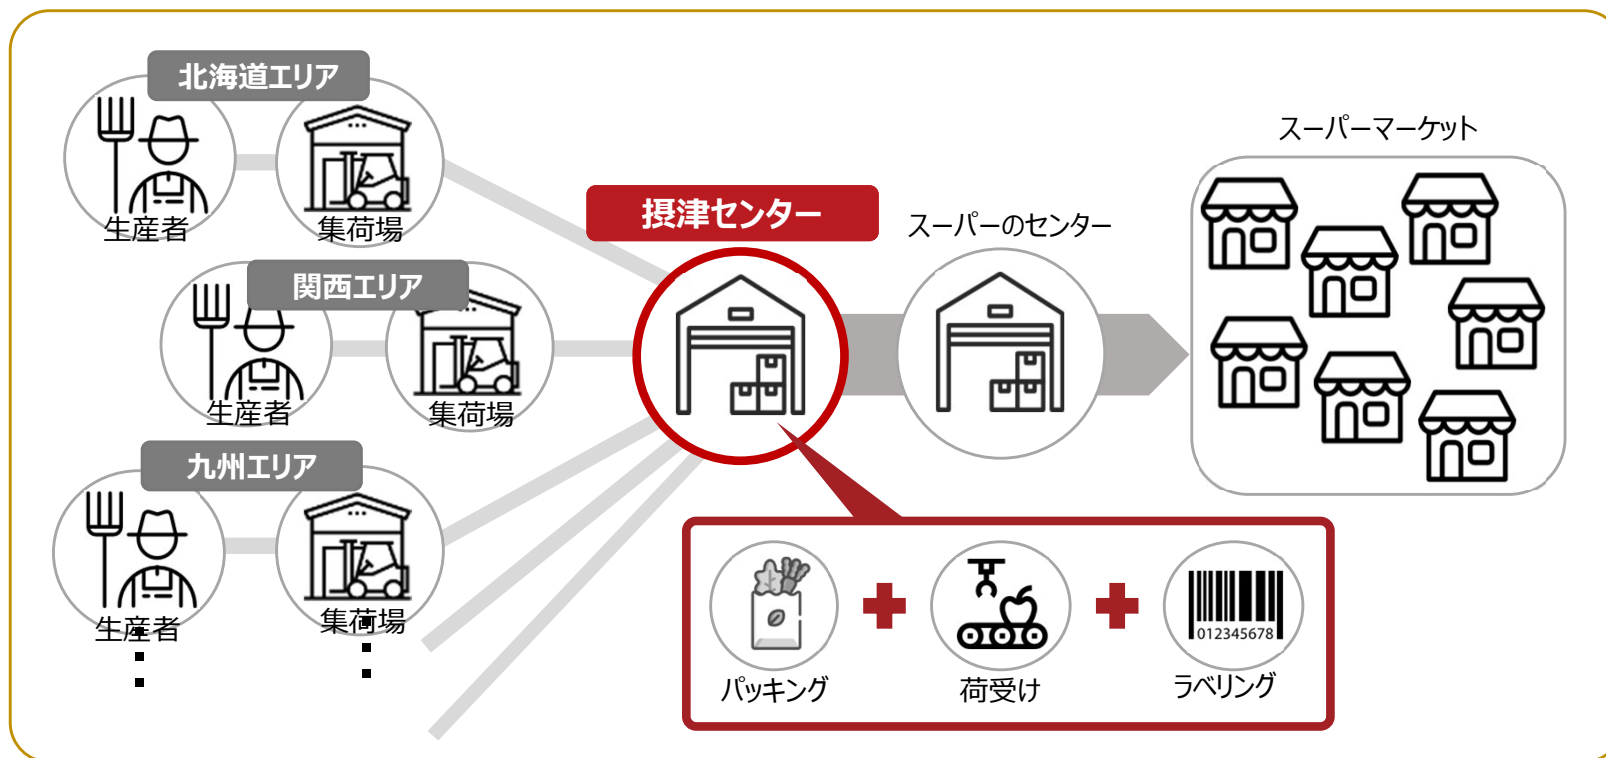 北海道エリア
生産者
集荷場
関西エリア
生産者
集荷場
九州エリア
生産者
集荷場
摂津センター
スーパーのセンター
スーパーマーケット
パッキング
荷受け
012345678
ラベリング